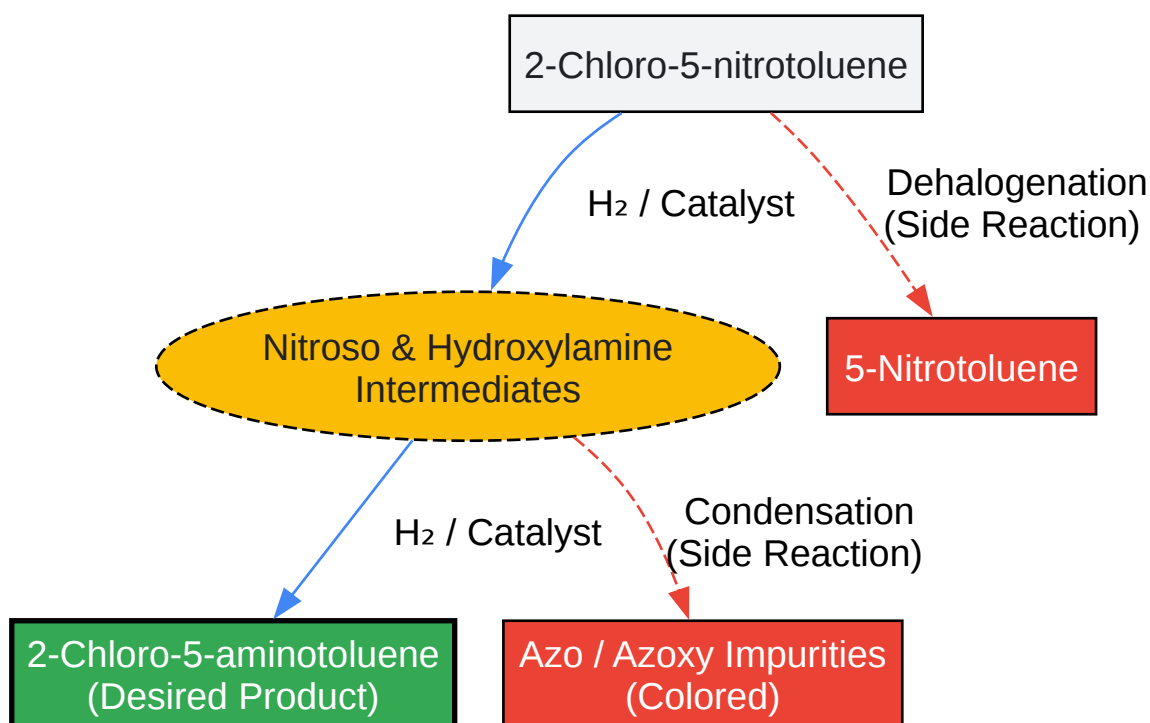 2-Chloro-5-nitrotoluene
H₂ / Catalyst
Dehalogenation
(Side Reaction)
Nitroso & Hydroxylamine
Intermediates
5-Nitrotoluene
H₂ / Catalyst
Condensation
(Side Reaction)
2-Chloro-5-aminotoluene
(Desired Product)
Azo / Azoxy Impurities
(Colored)